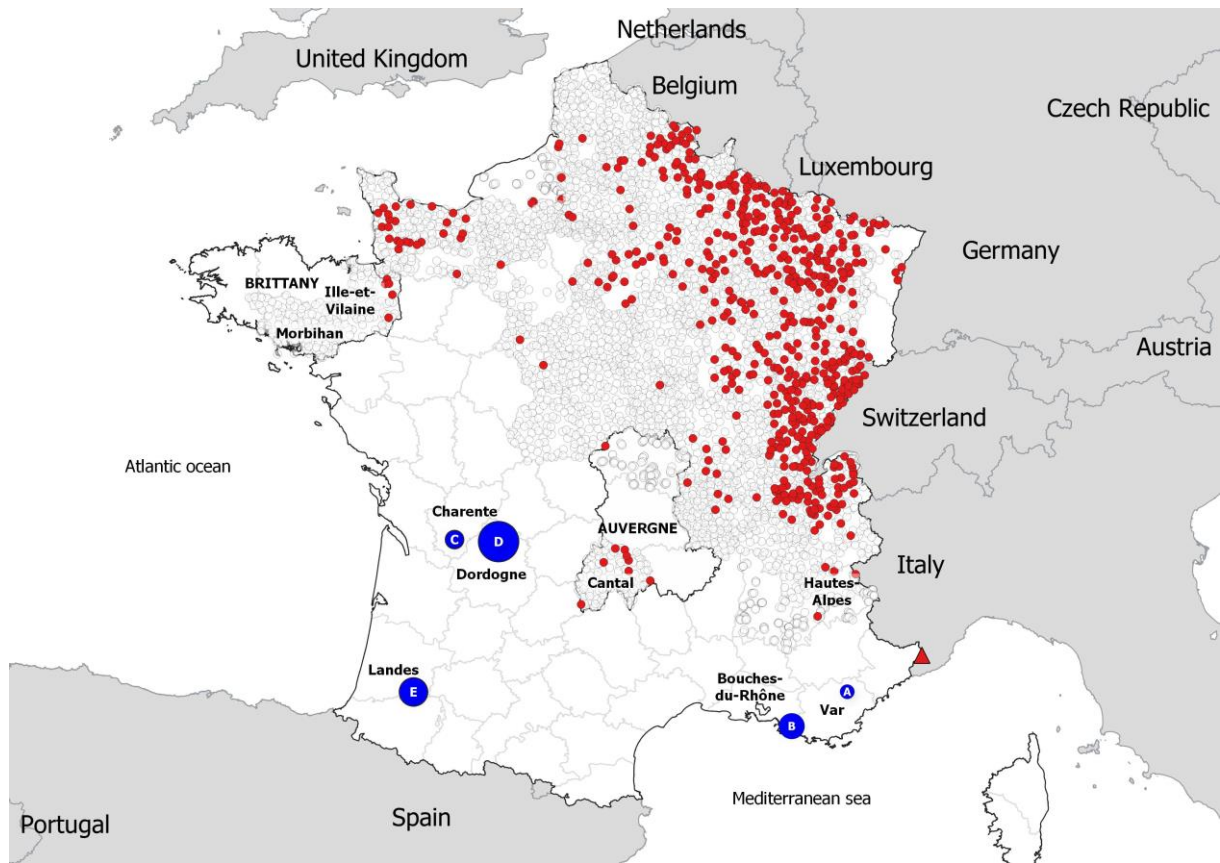 Netherlands
United Kingdom
Belgium
Czech Republic
Luxembourg
Germany
BRITTANY
Ille-et-
Vilaine
Morbihan
Austria
Switzerland
Atlantic ocean
Charente
C
D
AUVERGNE
Dordogne
Cantal
Italy
Hautes-
Alpes
Landes
E
Bouches-
du-Rhône
A
Var
B
Mediterranean sea
Portugal
Spain